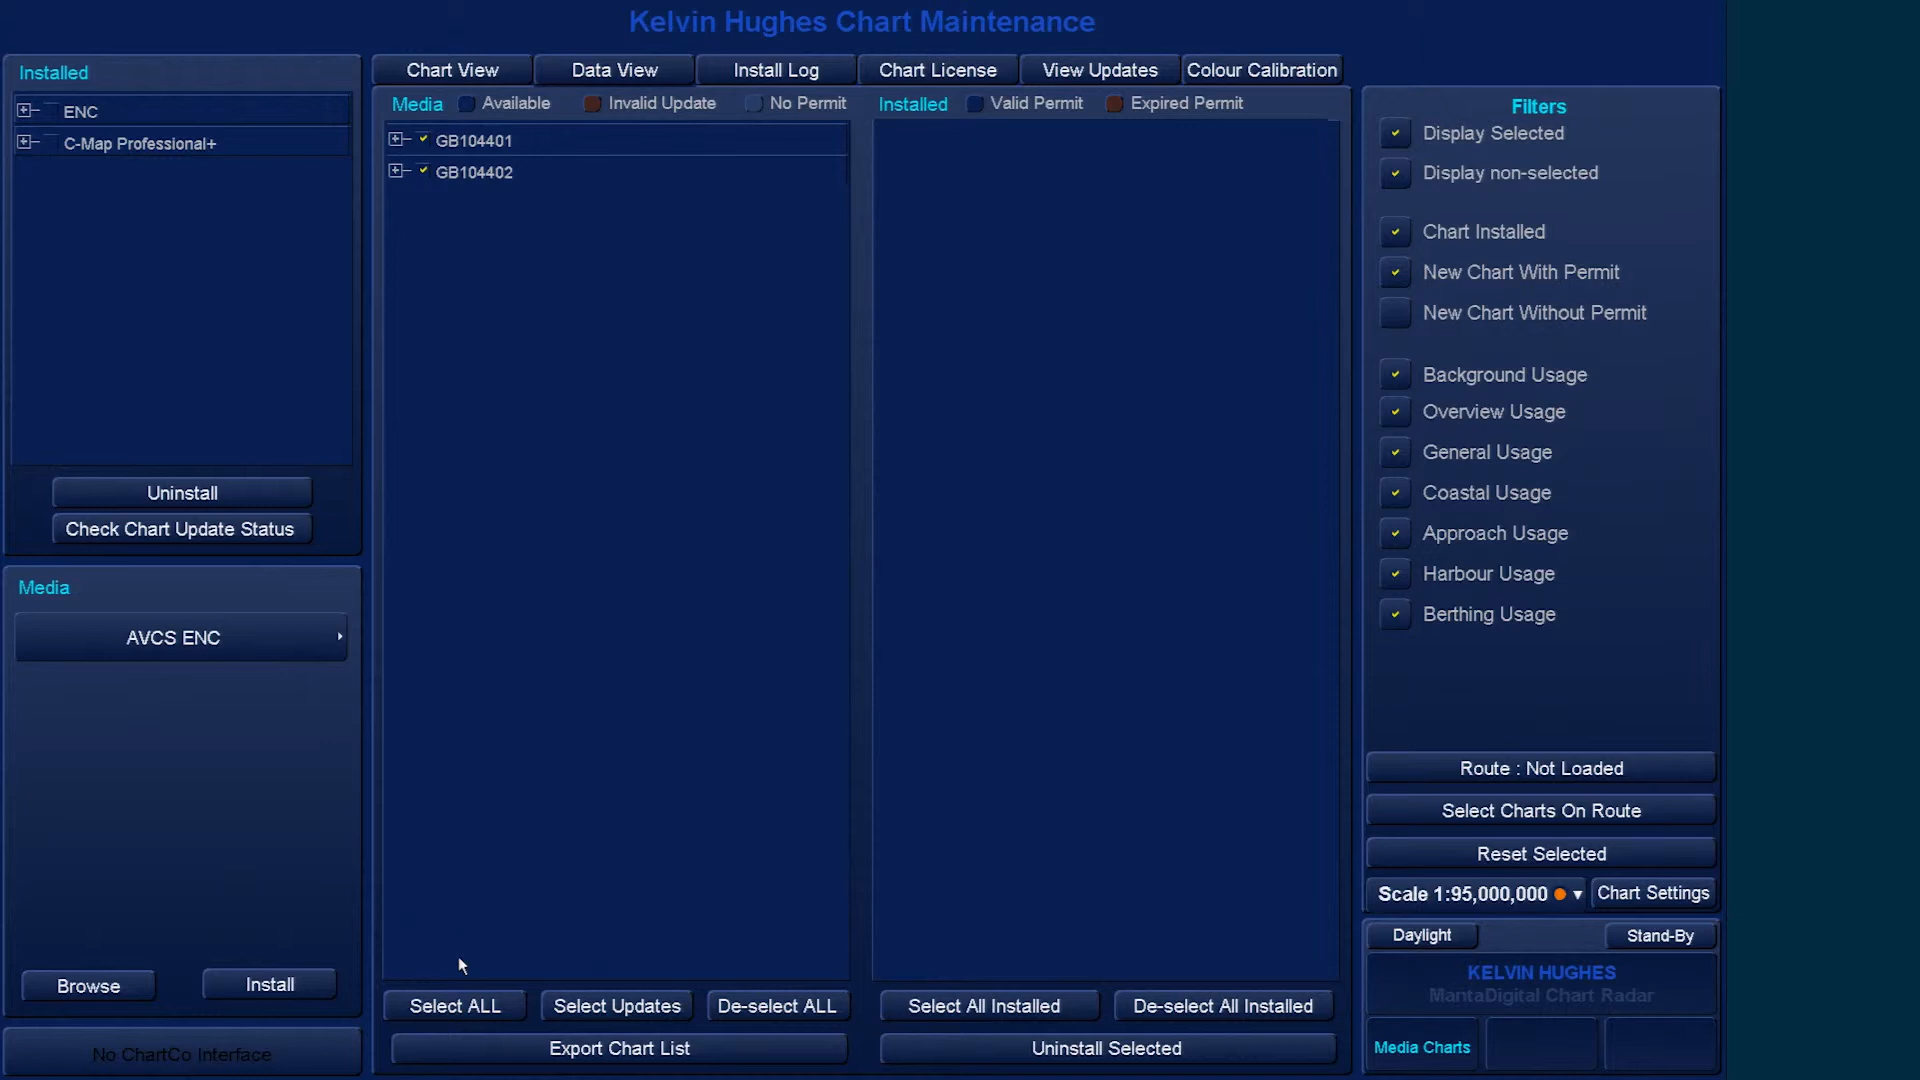 Kelvin Hughes Chart Maintenance
Installed
ENC
C-Map Professional+
Uninstall
Check Chart Update Status
Media
AVCS ENC
Browse
Install
No ChartCo Interface
Chart View
Data View
Install Log
Chart License
View Updates
Colour Calibration
Media
Available
Invalid Update
No Permit
GB104401
GB104402
Select ALL
Select Updates
De-select ALL
Export Chart List
Installed
Valid Permit
Expired Permit
Select All Installed
De-select All Installed
Uninstall Selected
Filters
Display Selected
Display non-selected
Chart Installed
New Chart With Permit
New Chart Without Permit
Background Usage
Overview Usage
General Usage
Coastal Usage
Approach Usage
Harbour Usage
Berthing Usage
Route : Not Loaded
Select Charts On Route
Reset Selected
Scale 1:95,000,000
Chart Settings
Daylight
Stand-By
KELVIN HUGHES
MantaDigital Chart Radar
Media Charts